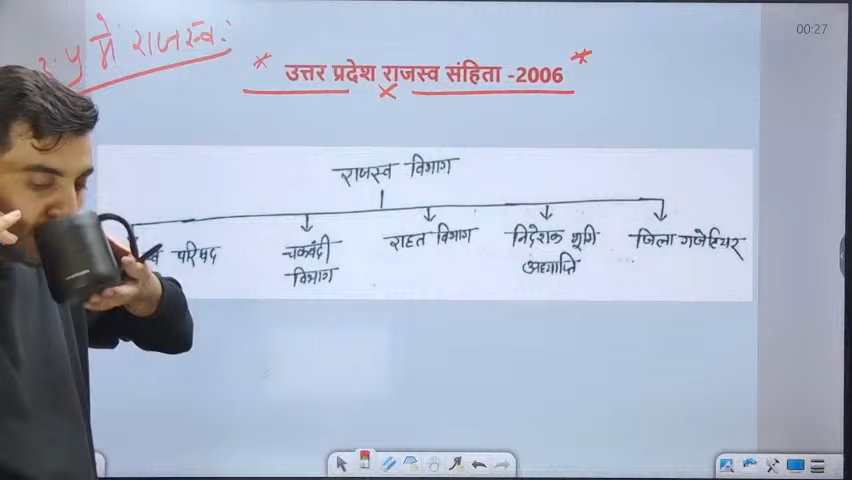 में राजस्व :
00:27
* उत्तर प्रदेश राजस्व संहिता -2006 *
राजस्व विभाग
परिषद चकबंदी राहत विभाग निदेशक भूमि जिला गजेटियर
विभाग अध्याप्ति